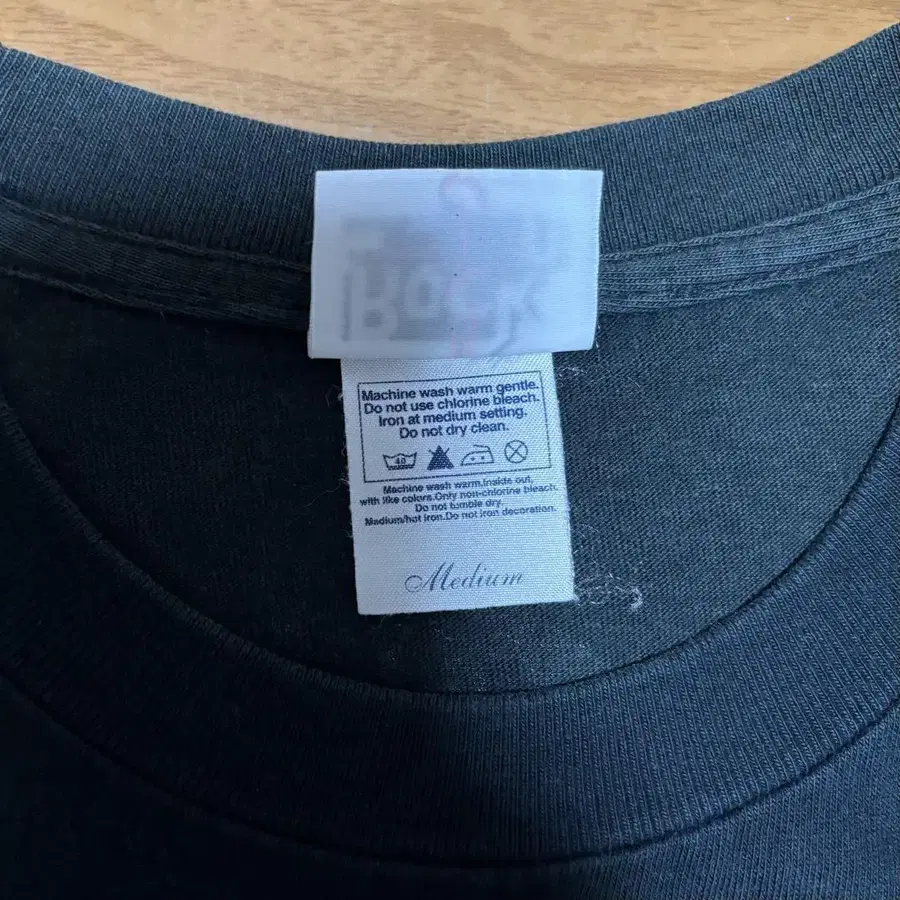 Machine wash warm gentle.
Do not use chlorine bleach.
Iron at medium setting.
Do not dry clean.
40
Machine wash warm.Inside out,
with like colors.Only non-chlorine bleach.
Do not tumble dry.
Medium/hot iron.Do not iron decoration.
Medium